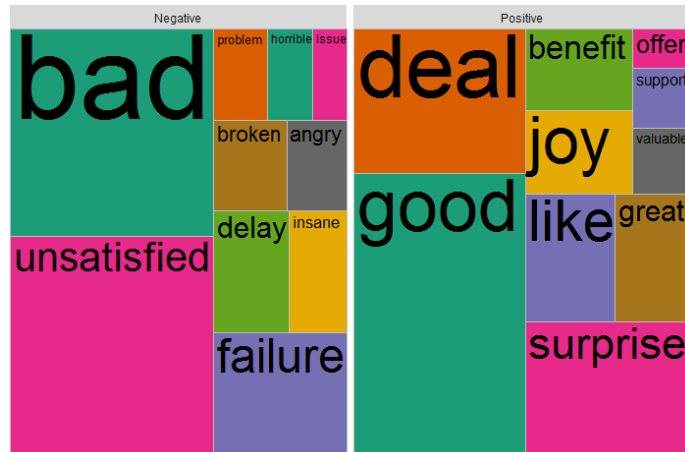 Negative
bad
problem
horrible
issue
broken
angry
unsatisfied
delay
insane
failure
Positive
deal
benefit
offer
support
joy
valuable
good
like
great
surprise